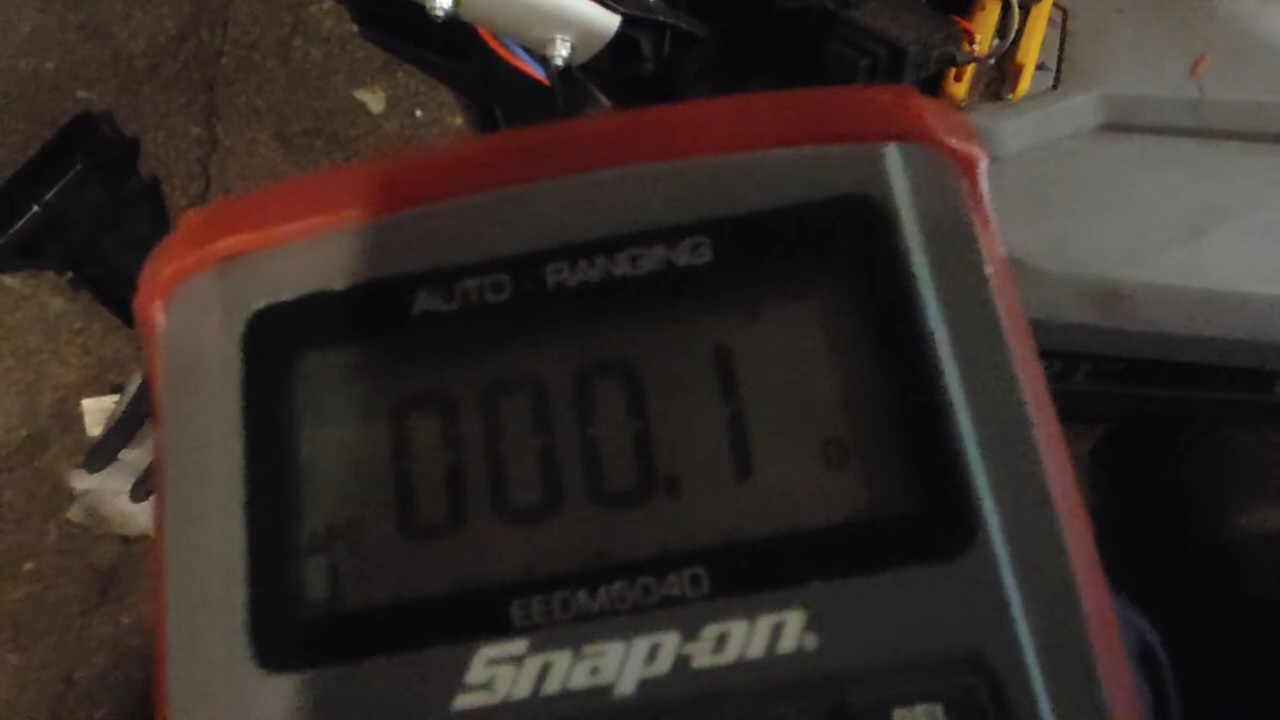 AUTO - RANGING
000.1 Ω
EEDM504D
Snap-on